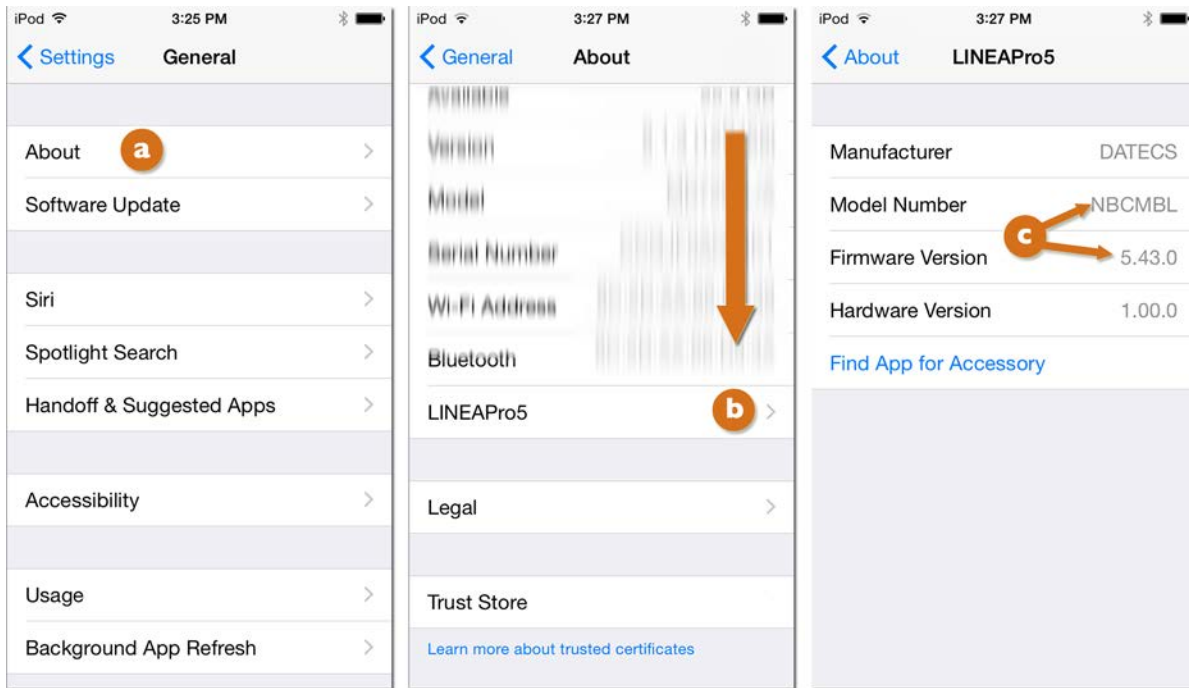 iPod 3:25 PM
Settings General
About a
Software Update
Siri
Spotlight Search
Handoff & Suggested Apps
Accessibility
Usage
Background App Refresh
iPod 3:27 PM
General About
Available
Version
Model
Serial Number
Wi-Fi Address
Bluetooth
LINEAPro5 b
Legal
Trust Store
Learn more about trusted certificates
iPod 3:27 PM
About LINEAPro5
Manufacturer DATECS
Model Number NBCMBL
c
Firmware Version 5.43.0
Hardware Version 1.00.0
Find App for Accessory